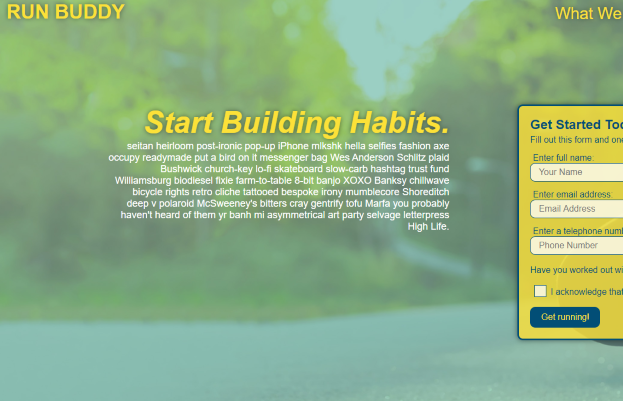 RUN BUDDY
What We
Start Building Habits.
seitan heirloom post-ironic pop-up iPhone mlkshk hella selfies fashion axe
occupy readymade put a bird on it messenger bag Wes Anderson Schlitz plaid
Bushwick church-key lo-fi skateboard slow-carb hashtag trust fund
Williamsburg biodiesel flixie farm-to-table 8-bit banjo XOXO Banksy chillwave
bicycle rights retro cliche tattooed bespoke irony mumblecore Shoreditch
deep v polaroid McSweeney's bitters cray gentrify tofu Marfa you probably
haven't heard of them yr banh mi asymmetrical art party selvage letterpress
High Life.
Get Started Tod
Fill out this form and one
Enter full name:
Your Name
Enter email address:
Email Address
Enter a telephone numb
Phone Number
Have you worked out wi
I acknowledge that
Get running!